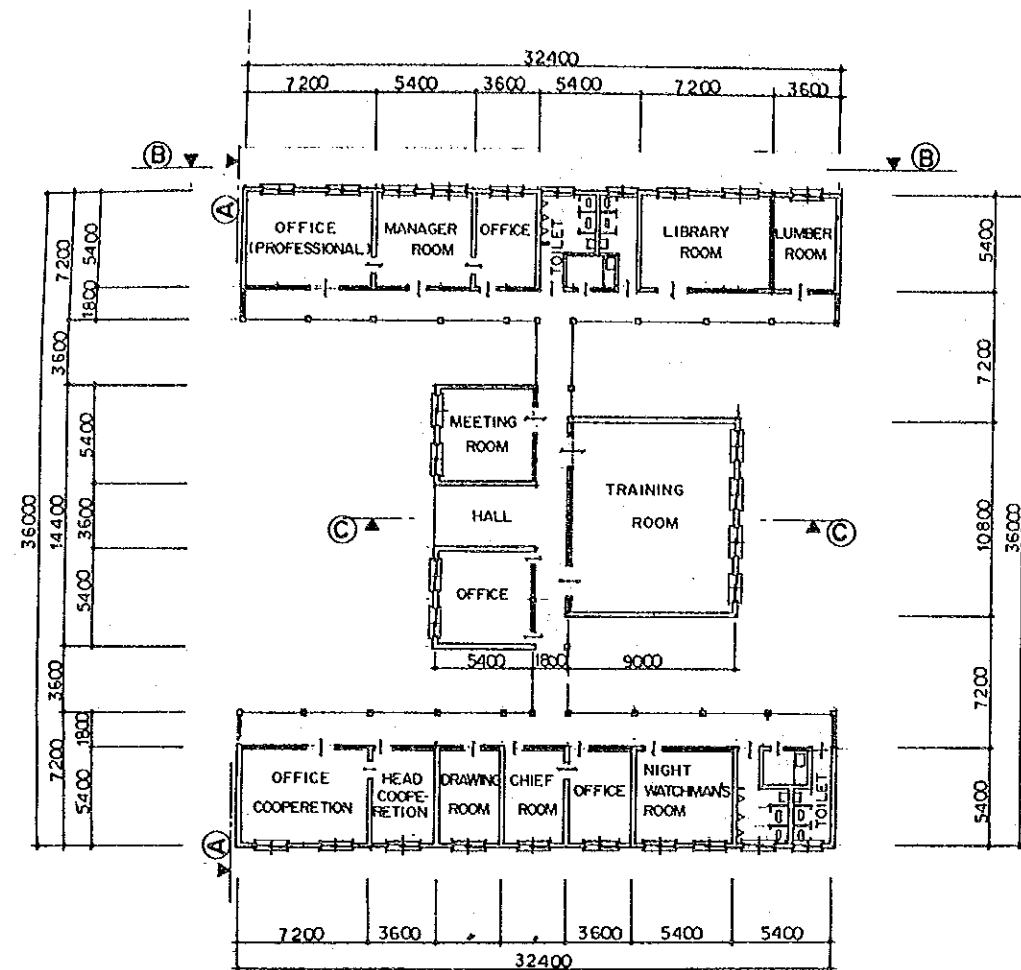 32400
7200 5400 3600 5400 7200 3600
B B
A
OFFICE
(PROFESSIONAL)
MANAGER
ROOM
OFFICE
TOILET
LIBRARY
ROOM
LUMBER
ROOM
7200
5400
1800
3600
5400
36000
14400
3600
5400
3600
1800
7200
5400
5400
7200
10800
36000
7200
5400
MEETING
ROOM
HALL
OFFICE
TRAINING
ROOM
C C
5400 1800 9000
OFFICE
COOPERETION
HEAD
COOPE-
RETION
DRAWING
ROOM
CHIEF
ROOM
OFFICE
NIGHT
WATCHMAN'S
ROOM
TOILET
A
7200 3600 3600 5400 5400
32400